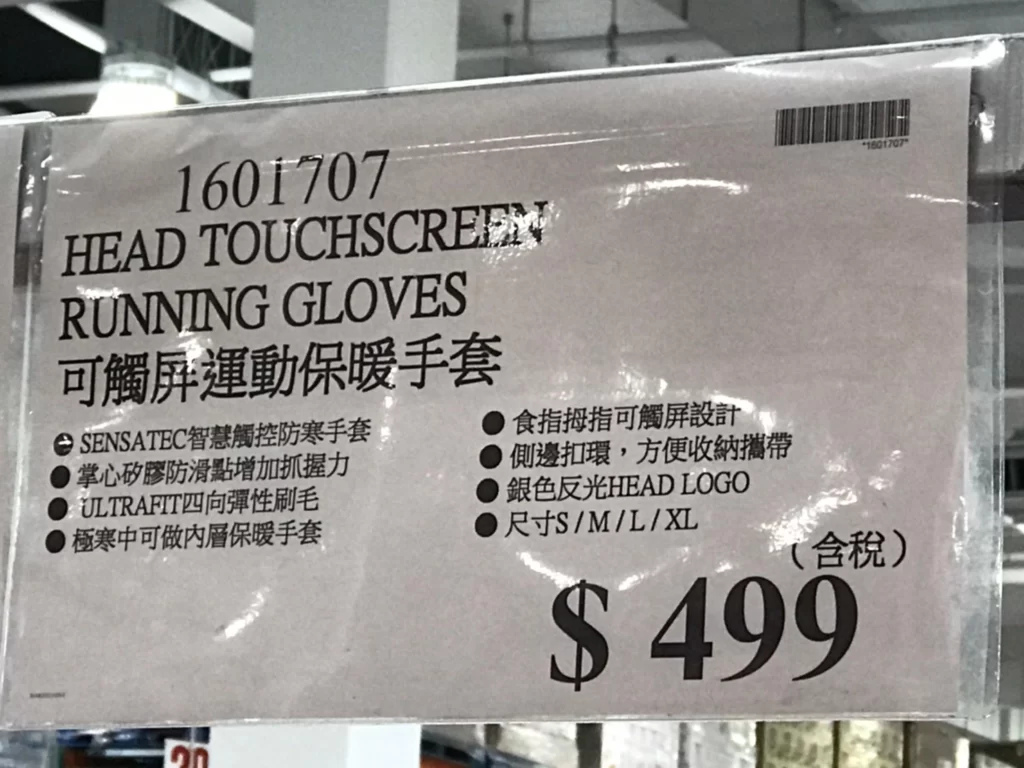 *1601707*
1601707
HEAD TOUCHSCREEN
RUNNING GLOVES
可觸屏運動保暖手套
SENSATEC智慧觸控防寒手套
掌心矽膠防滑點增加抓握力
ULTRAFIT四向彈性刷毛
極寒中可做內層保暖手套
食指拇指可觸屏設計
側邊扣環，方便收納攜帶
銀色反光HEAD LOGO
尺寸S/M/L/XL
（含稅）
$ 499